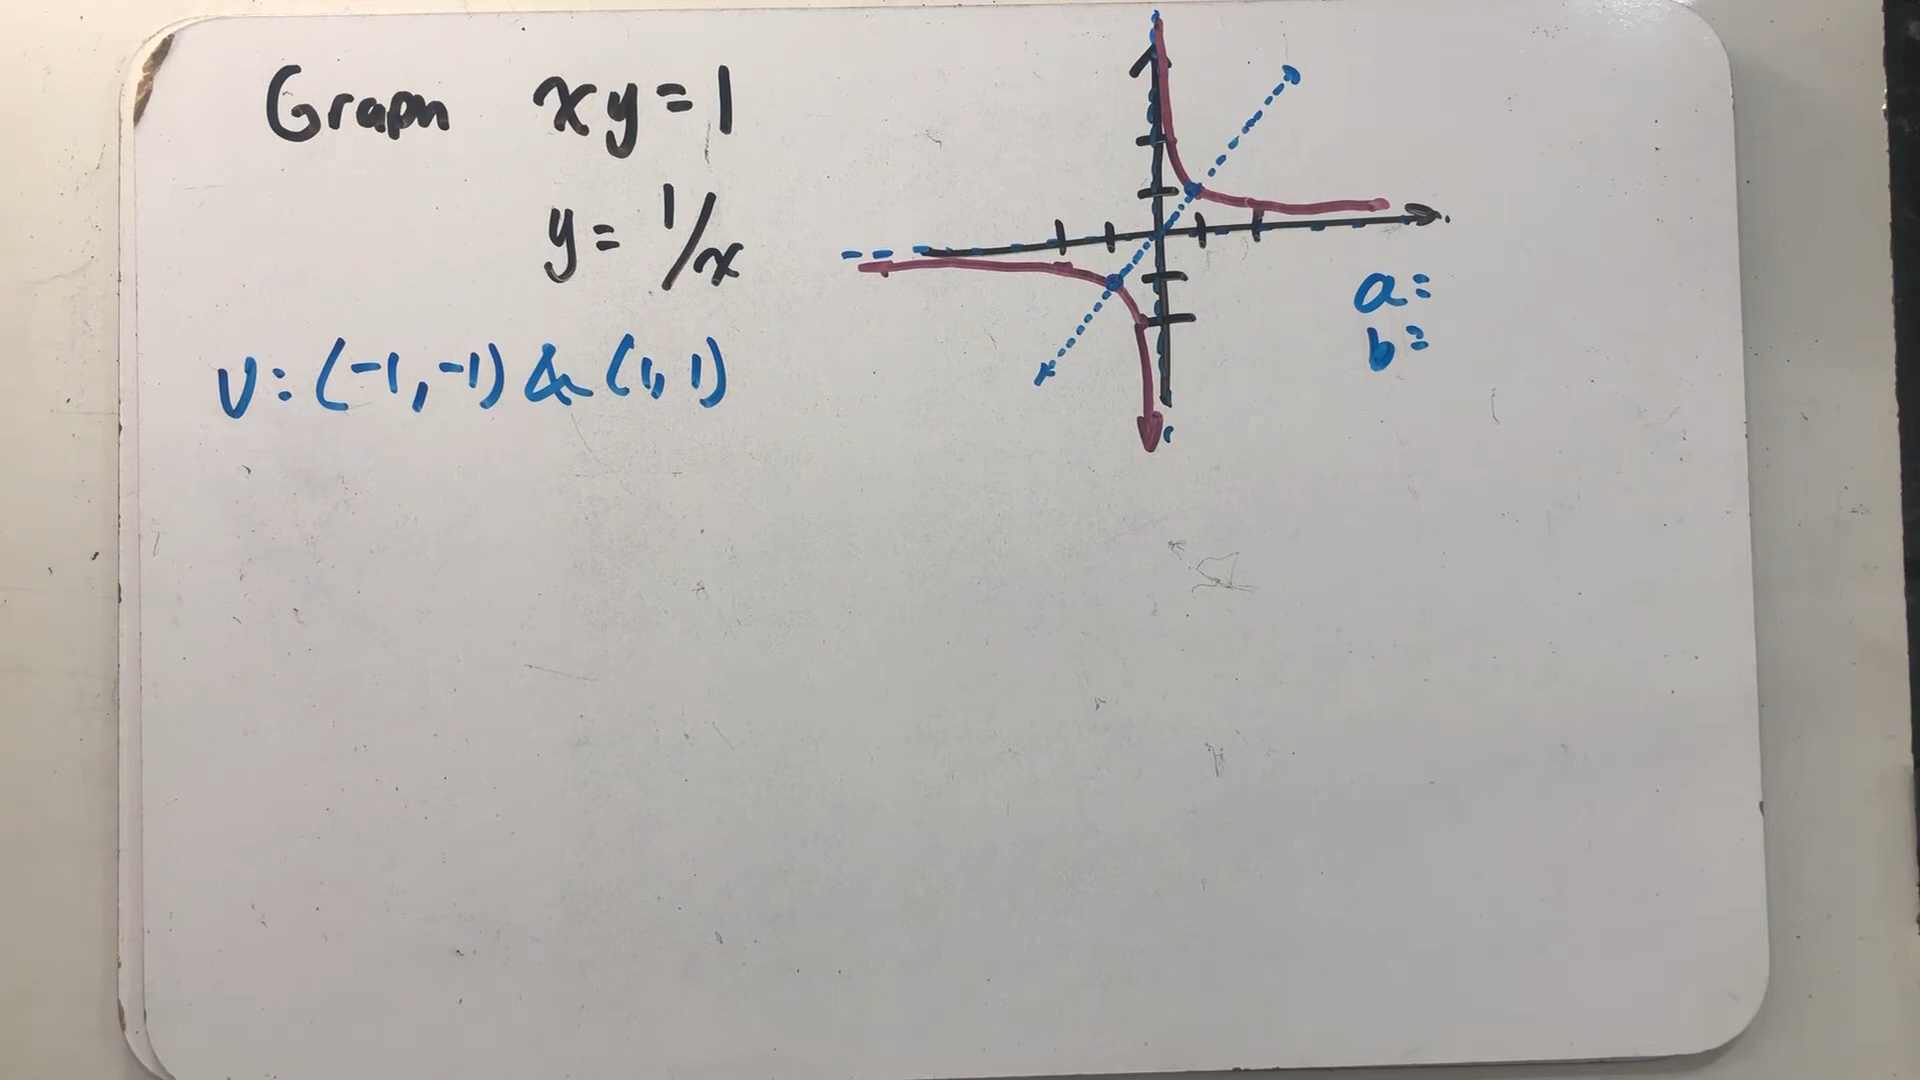 Graph xy=1
y= 1/x
V: (-1,-1) & (1,1)
a=
b=